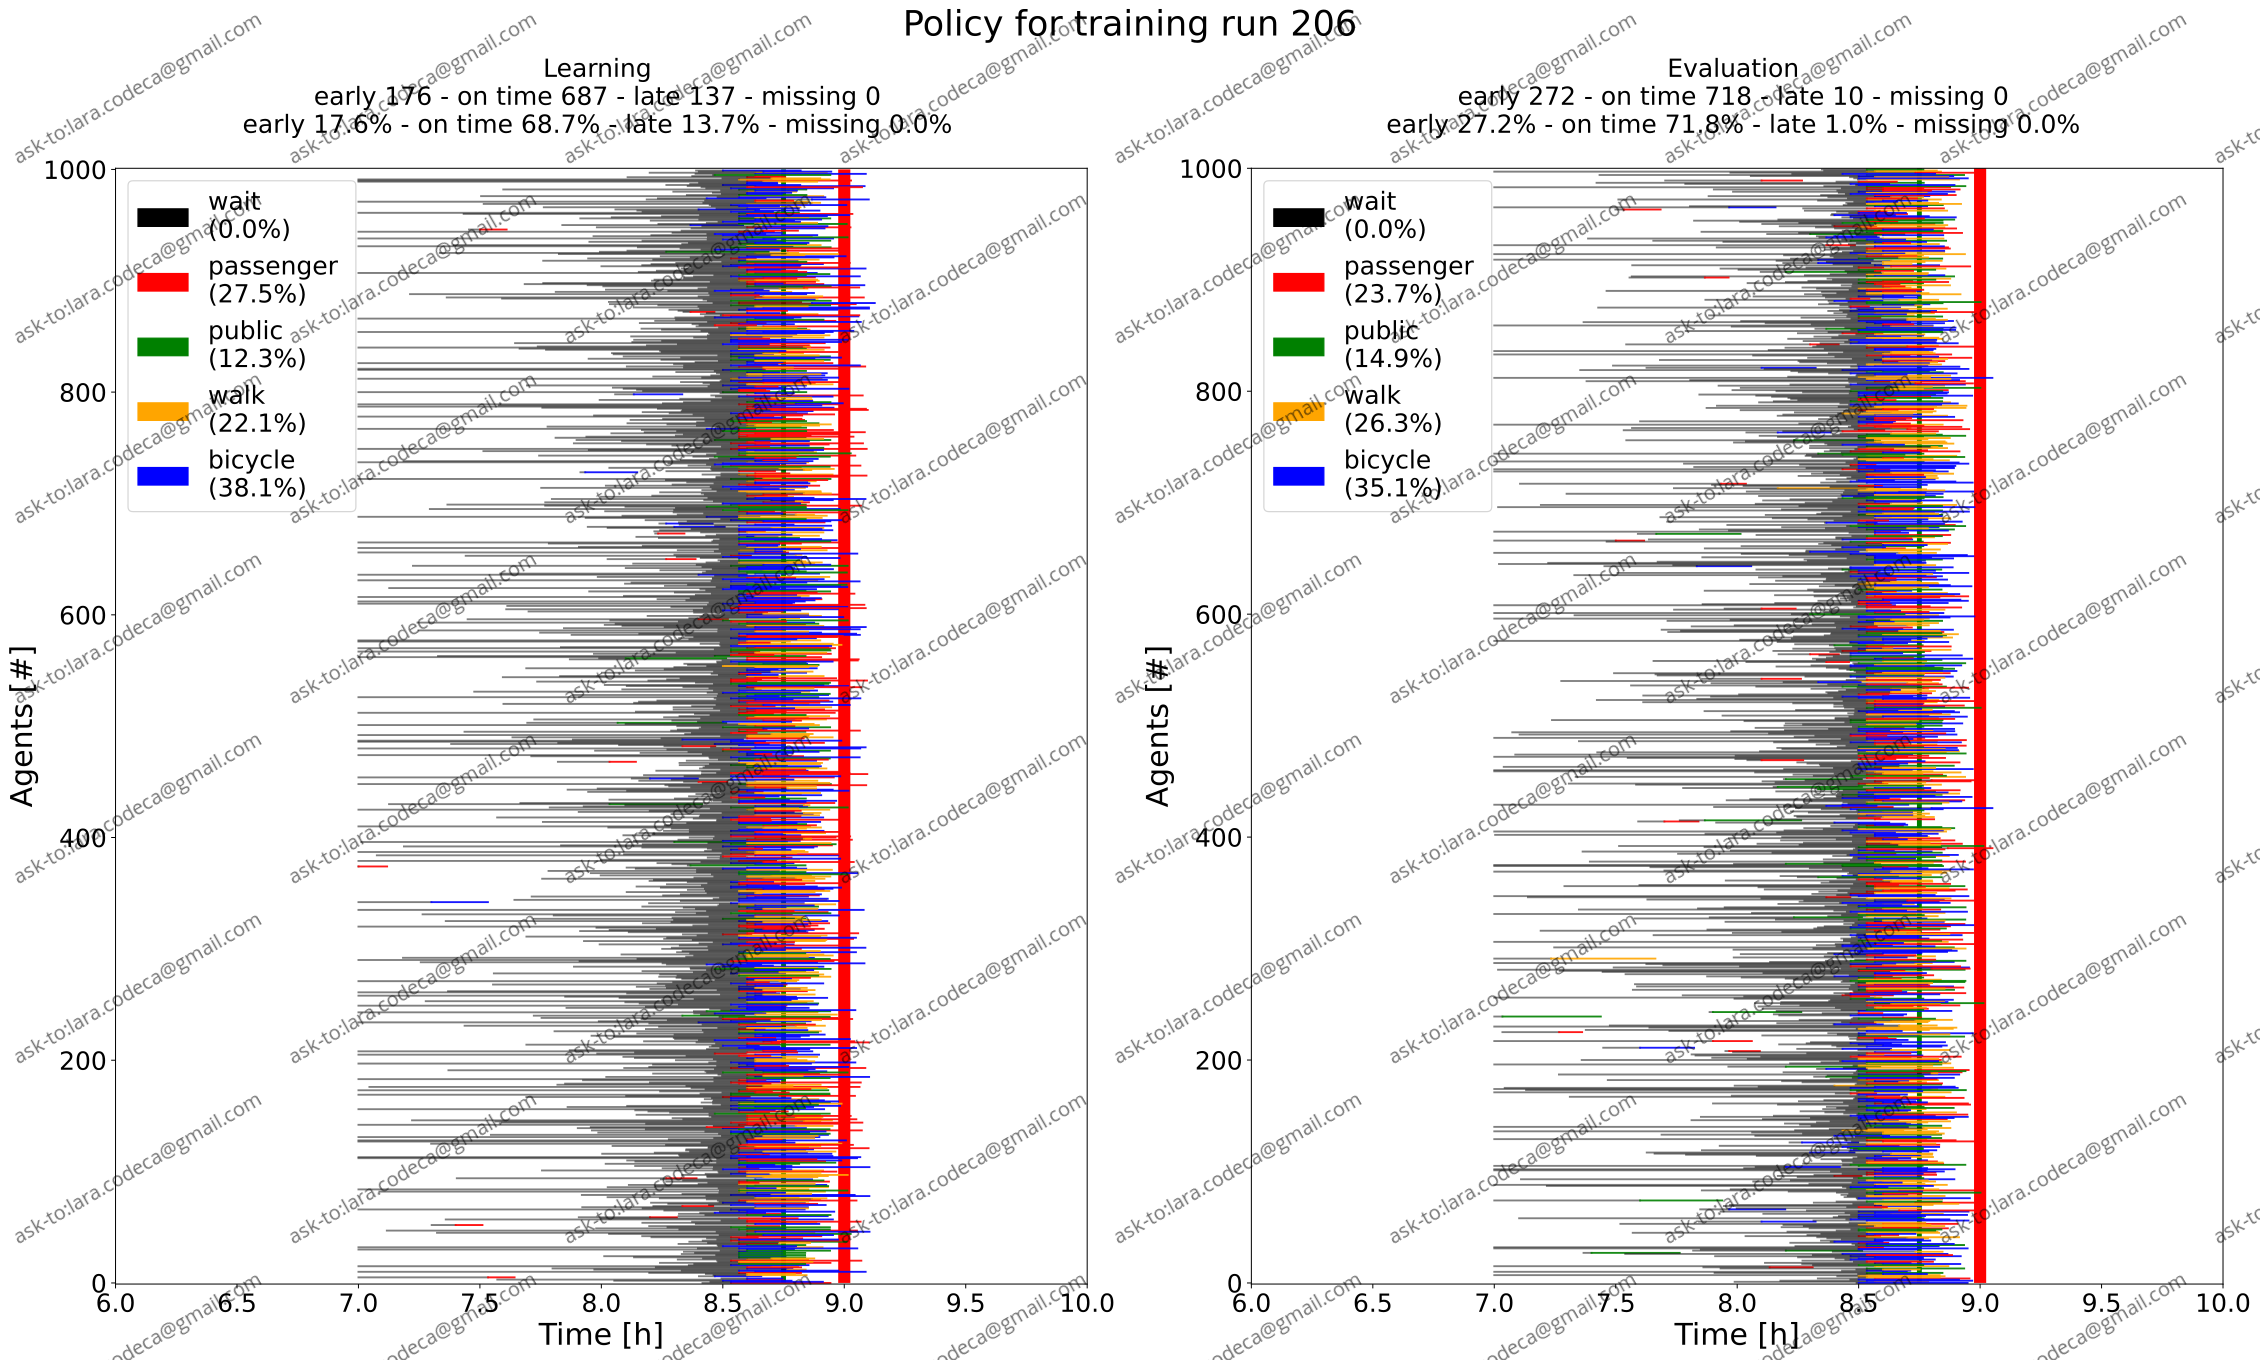 Policy for training run 206
Learning
early 176 - on time 687 - late 137 - missing 0
early 17.6% - on time 68.7% - late 13.7% - missing 0.0%
1000
800
600
400
200
0
Agents [#]
wait
(0.0%)
passenger
(27.5%)
public
(12.3%)
walk
(22.1%)
bicycle
(38.1%)
6.0 6.5 7.0 7.5 8.0 8.5 9.0 9.5 10.0
Time [h]
Evaluation
early 272 - on time 718 - late 10 - missing 0
early 27.2% - on time 71.8% - late 1.0% - missing 0.0%
1000
800
600
400
200
0
Agents [#]
wait
(0.0%)
passenger
(23.7%)
public
(14.9%)
walk
(26.3%)
bicycle
(35.1%)
6.0 6.5 7.0 7.5 8.0 8.5 9.0 9.5 10.0
Time [h]
ask-to:lara.codeca@gmail.com